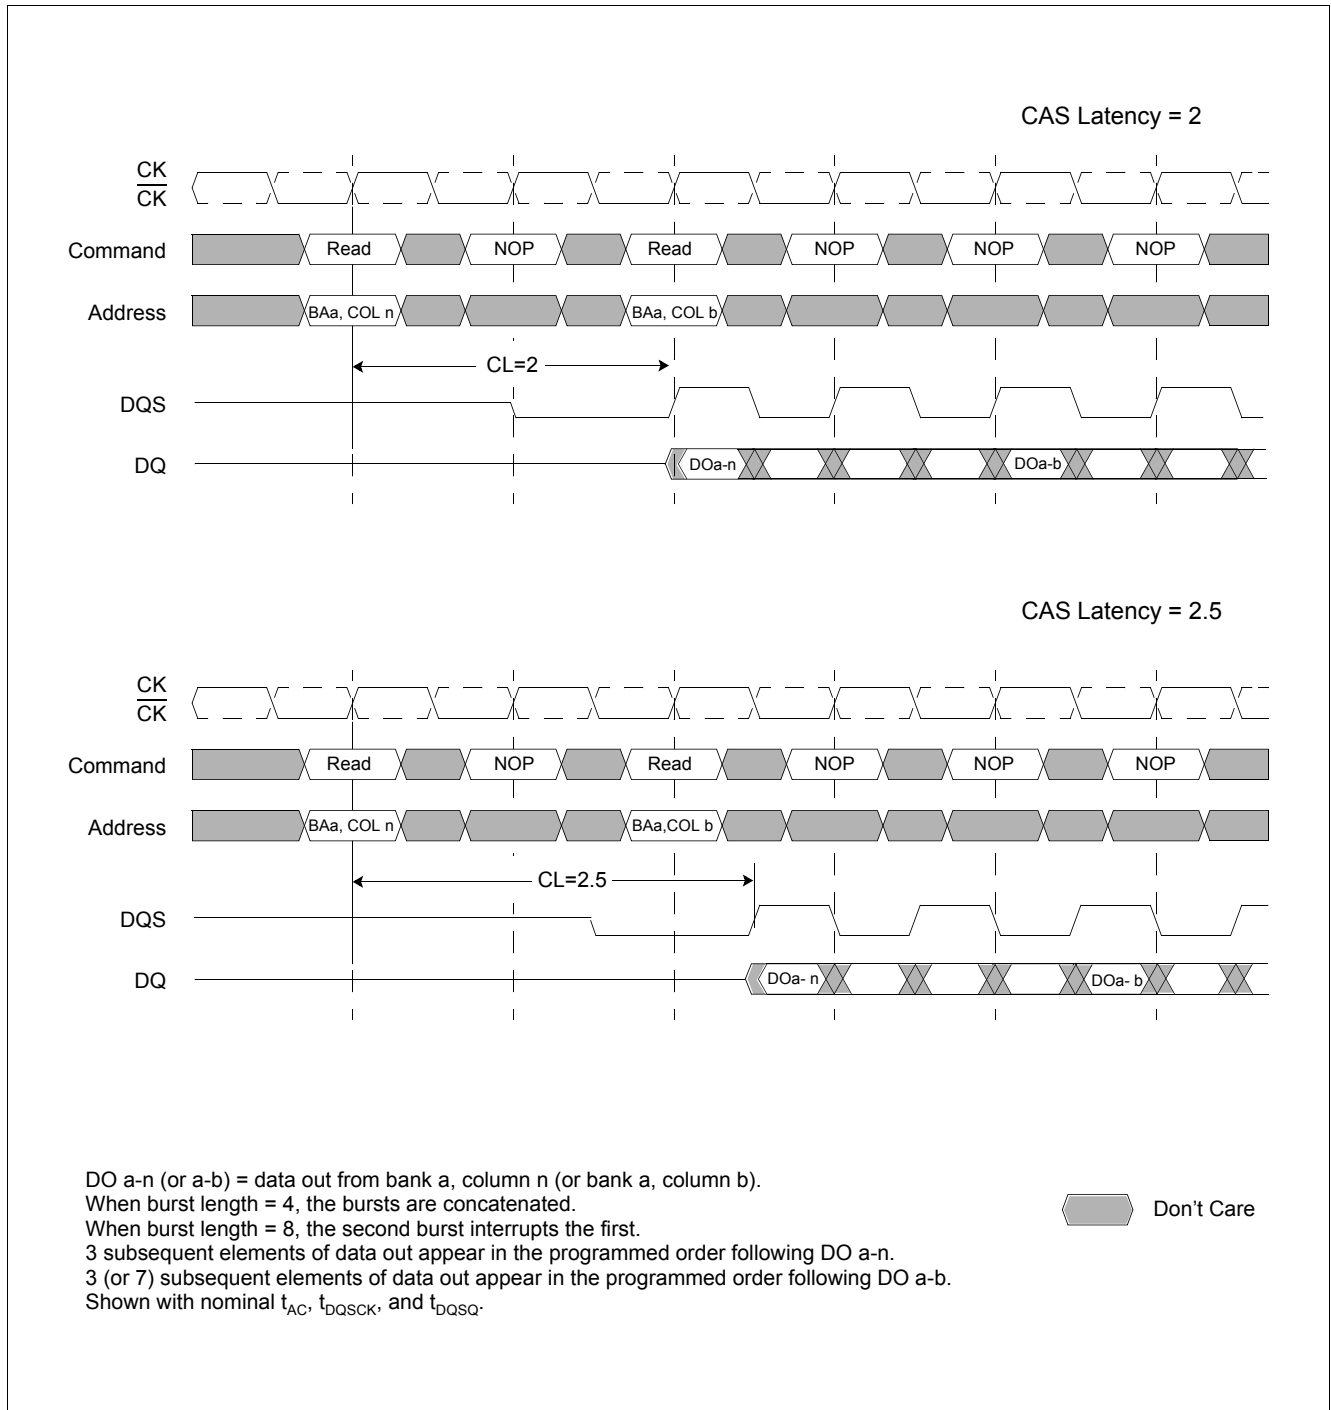 CAS Latency = 2
CK
CK
Command Read NOP Read NOP NOP NOP
Address BAa, COL n BAa, COL b
CL=2
DQS
DQ DOa-n DOa-b
CAS Latency = 2.5
CK
CK
Command Read NOP Read NOP NOP NOP
Address BAa, COL n BAa,COL b
CL=2.5
DQS
DQ DOa- n DOa- b
DO a-n (or a-b) = data out from bank a, column n (or bank a, column b).
When burst length = 4, the bursts are concatenated.
When burst length = 8, the second burst interrupts the first.
3 subsequent elements of data out appear in the programmed order following DO a-n.
3 (or 7) subsequent elements of data out appear in the programmed order following DO a-b.
Shown with nominal tAC, tDQSCK, and tDQSQ.
Don't Care